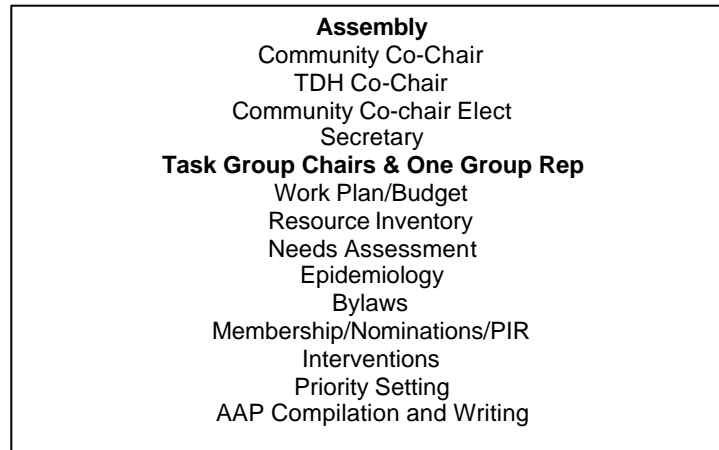 Assembly
Community Co-Chair
TDH Co-Chair
Community Co-chair Elect
Secretary
Task Group Chairs & One Group Rep
Work Plan/Budget
Resource Inventory
Needs Assessment
Epidemiology
Bylaws
Membership/Nominations/PIR
Interventions
Priority Setting
AAP Compilation and Writing